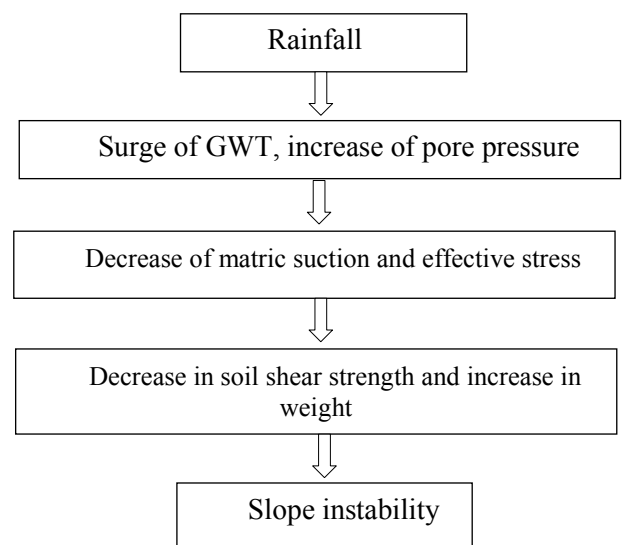 Rainfall
Surge of GWT, increase of pore pressure
Decrease of matric suction and effective stress
Decrease in soil shear strength and increase in
weight
Slope instability